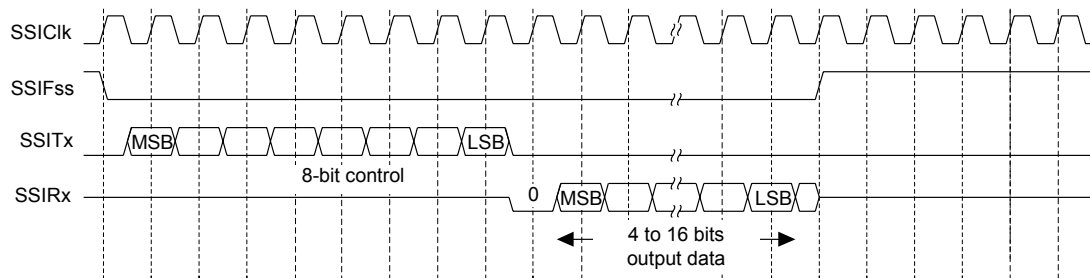 SSIClk
SSIFss
SSITx
MSB
LSB
8-bit control
SSIRx
0
MSB
LSB
4 to 16 bits
output data